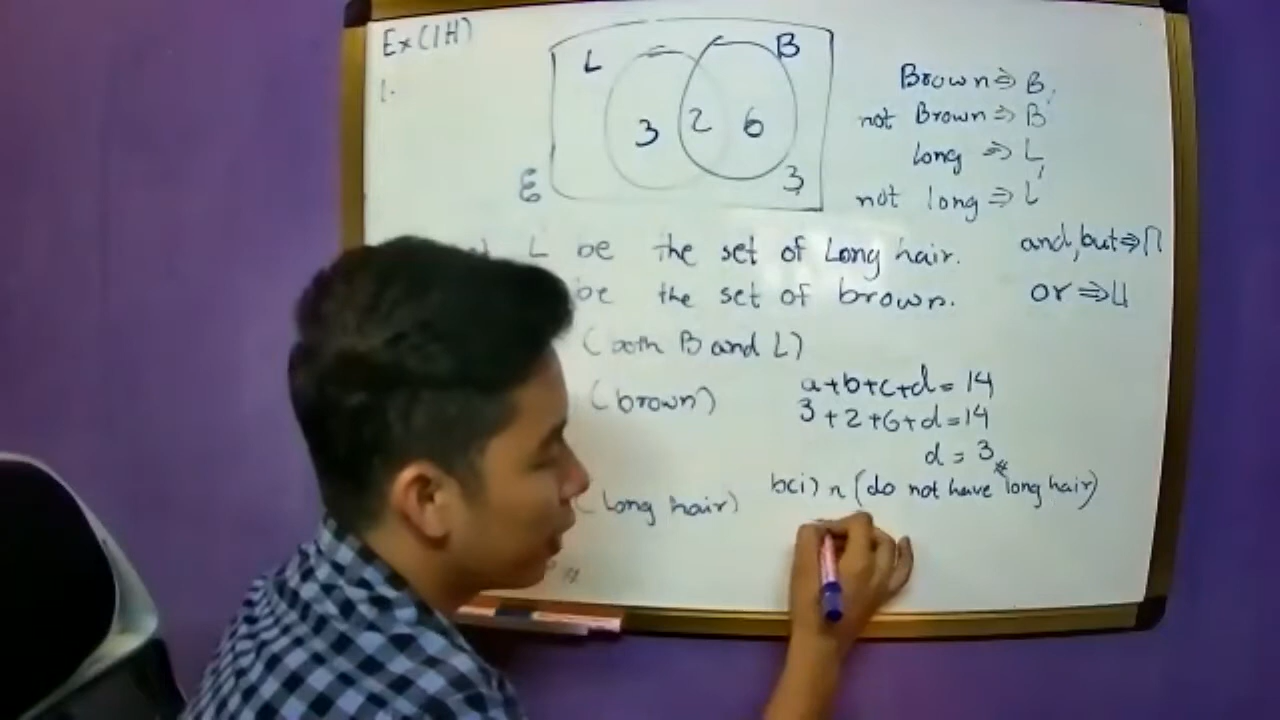 Ex (1H)
1.
L B
3 2 6
3
ε
Brown ⇒ B
not Brown ⇒ B'
long ⇒ L
not long ⇒ L'
L be the set of Long hair.
be the set of brown.
and, but ⇒ ∩
or ⇒ ∪
(both B and L)
(brown)
(long hair)
a+b+c+d = 14
3+2+6+d=14
d = 3
b(i) n (do not have long hair)